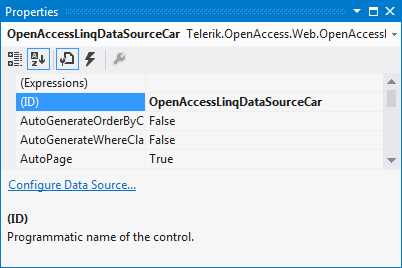 Properties
OpenAccessLinqDataSourceCar Telerik.OpenAccess.Web.OpenAccessl
(Expressions)
(ID) OpenAccessLinqDataSourceCar
AutoGenerateOrderByC False
AutoGenerateWhereCla False
AutoPage True
Configure Data Source...
(ID)
Programmatic name of the control.